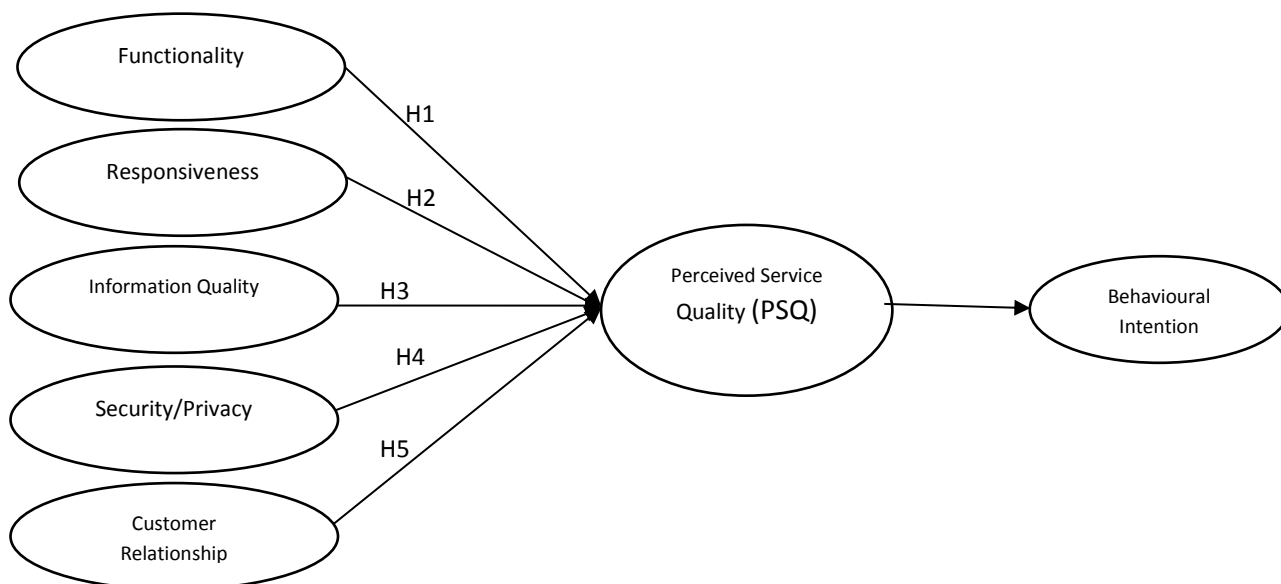 Functionality
H1
Responsiveness
H2
Information Quality
H3
H4
Security/Privacy
H5
Customer
Relationship
Perceived Service
Quality (PSQ)
Behavioural
Intention